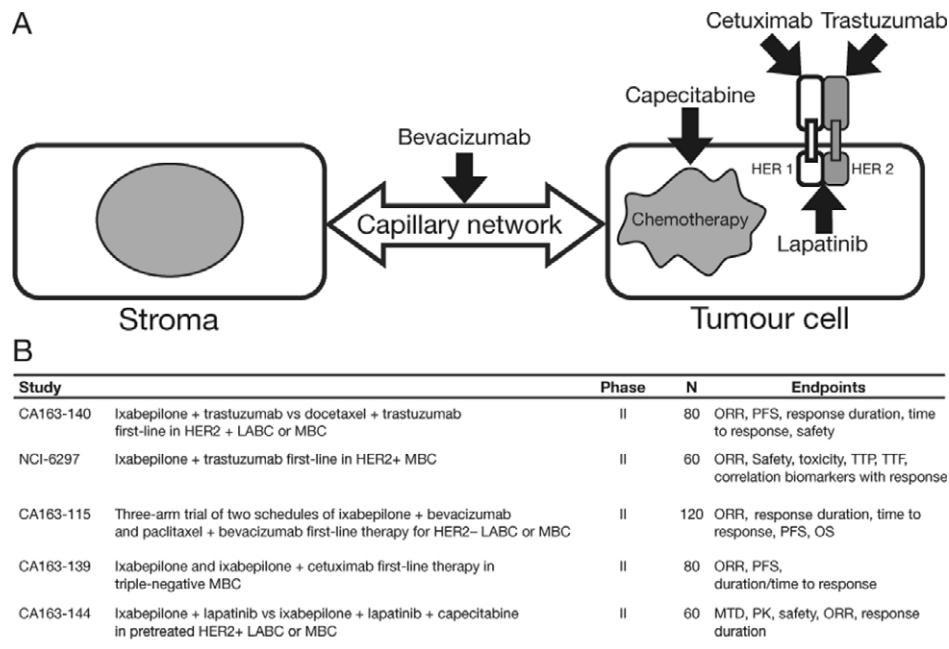 A
Cetuximab Trastuzumab
Capecitabine
Bevacizumab
HER 1
HER 2
Chemotherapy
Capillary network
Lapatinib
Stroma
Tumour cell
B
Study Phase N Endpoints
CA163-140 Ixabepilone + trastuzumab vs docetaxel + trastuzumab II 80 ORR, PFS, response duration, time
first-line in HER2 + LABC or MBC to response, safety
NCI-6297 Ixabepilone + trastuzumab first-line in HER2+ MBC II 60 ORR, Safety, toxicity, TTP, TTF,
correlation biomarkers with response
CA163-115 Three-arm trial of two schedules of ixabepilone + bevacizumab II 120 ORR, response duration, time to
and paclitaxel + bevacizumab first-line therapy for HER2– LABC or MBC response, PFS, OS
CA163-139 Ixabepilone and ixabepilone + cetuximab first-line therapy in II 80 ORR, PFS,
triple-negative MBC duration/time to response
CA163-144 Ixabepilone + lapatinib vs ixabepilone + lapatinib + capecitabine II 60 MTD, PK, safety, ORR, response
in pretreated HER2+ LABC or MBC duration